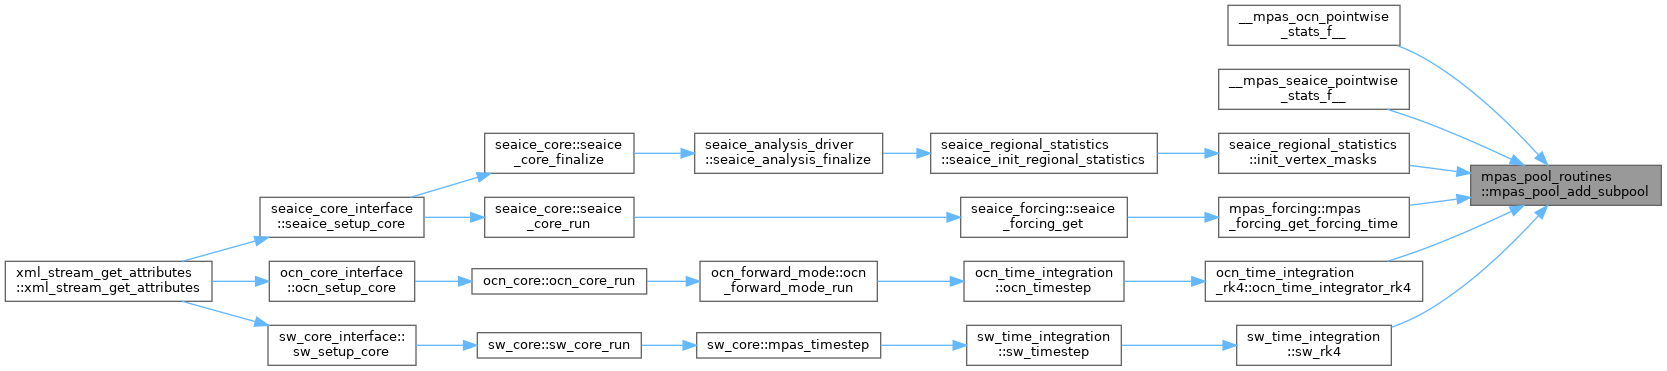 __mpas_ocn_pointwise
_stats_f__
__mpas_seaice_pointwise
_stats_f__
seaice_core::seaice
_core_finalize
seaice_analysis_driver
::seaice_analysis_finalize
seaice_regional_statistics
::seaice_init_regional_statistics
seaice_regional_statistics
::init_vertex_masks
mpas_pool_routines
::mpas_pool_add_subpool
seaice_core_interface
::seaice_setup_core
seaice_core::seaice
_core_run
seaice_forcing::seaice
_forcing_get
mpas_forcing::mpas
_forcing_get_forcing_time
xml_stream_get_attributes
::xml_stream_get_attributes
ocn_core_interface
::ocn_setup_core
ocn_core::ocn_core_run
ocn_forward_mode::ocn
_forward_mode_run
ocn_time_integration
::ocn_timestep
ocn_time_integration
_rk4::ocn_time_integrator_rk4
sw_core_interface::
sw_setup_core
sw_core::sw_core_run
sw_core::mpas_timestep
sw_time_integration
::sw_timestep
sw_time_integration
::sw_rk4